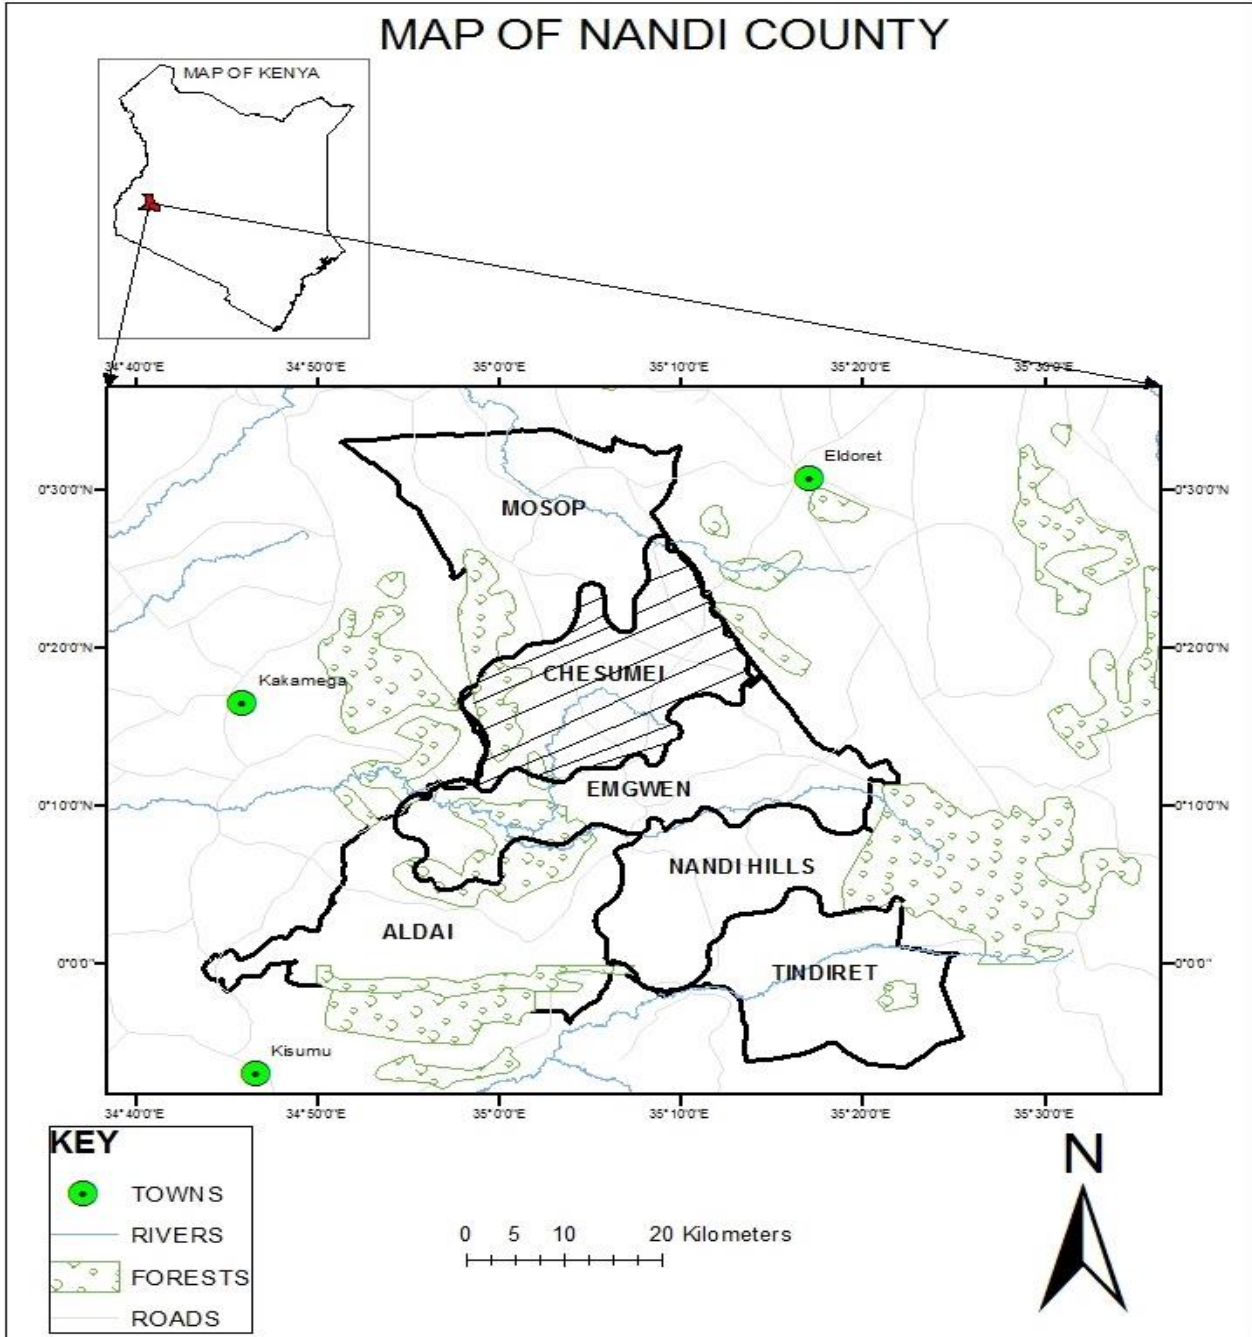 MAP OF NANDI COUNTY
MAP OF KENYA
34°40'0"E 34°50'0"E 35°0'0"E 35°10'0"E 35°20'0"E 35°30'0"E
Eldoret
0°30'0"N 0°30'0"N
MOSOP
0°20'0"N 0°20'0"N
CHESUMEI
Kakamega
EMGWEN
0°10'0"N 0°10'0"N
NANDI HILLS
ALDAI
0°0'0" 0°0'0"
TINDIRET
Kisumu
34°40'0"E 34°50'0"E 35°0'0"E 35°10'0"E 35°20'0"E 35°30'0"E
KEY
TOWNS
RIVERS
FORESTS
ROADS
0 5 10 20 Kilometers
N